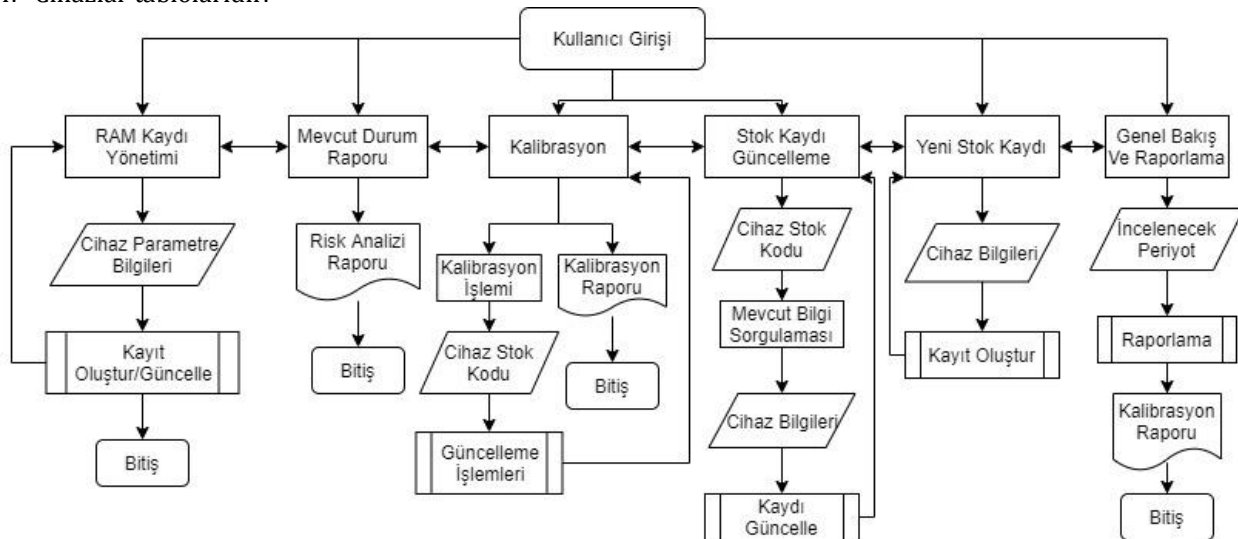 Kullanıcı Girişi
RAM Kaydı
Yönetimi
Mevcut Durum
Raporu
Kalibrasyon
Stok Kaydı
Güncelleme
Yeni Stok Kaydı
Genel Bakış
Ve Raporlama
Cihaz Parametre
Bilgileri
Risk Analizi
Raporu
Kalibrasyon
İşlemi
Kalibrasyon
Raporu
Cihaz Stok
Kodu
Cihaz Bilgileri
İncelenecek
Periyot
Kayıt
Oluştur/Güncelle
Bitiş
Cihaz Stok
Kodu
Bitiş
Mevcut Bilgi
Sorgulaması
Kayıt Oluştur
Raporlama
Bitiş
Güncelleme
İşlemleri
Cihaz Bilgileri
Kalibrasyon
Raporu
Kaydı
Güncelle
Bitiş